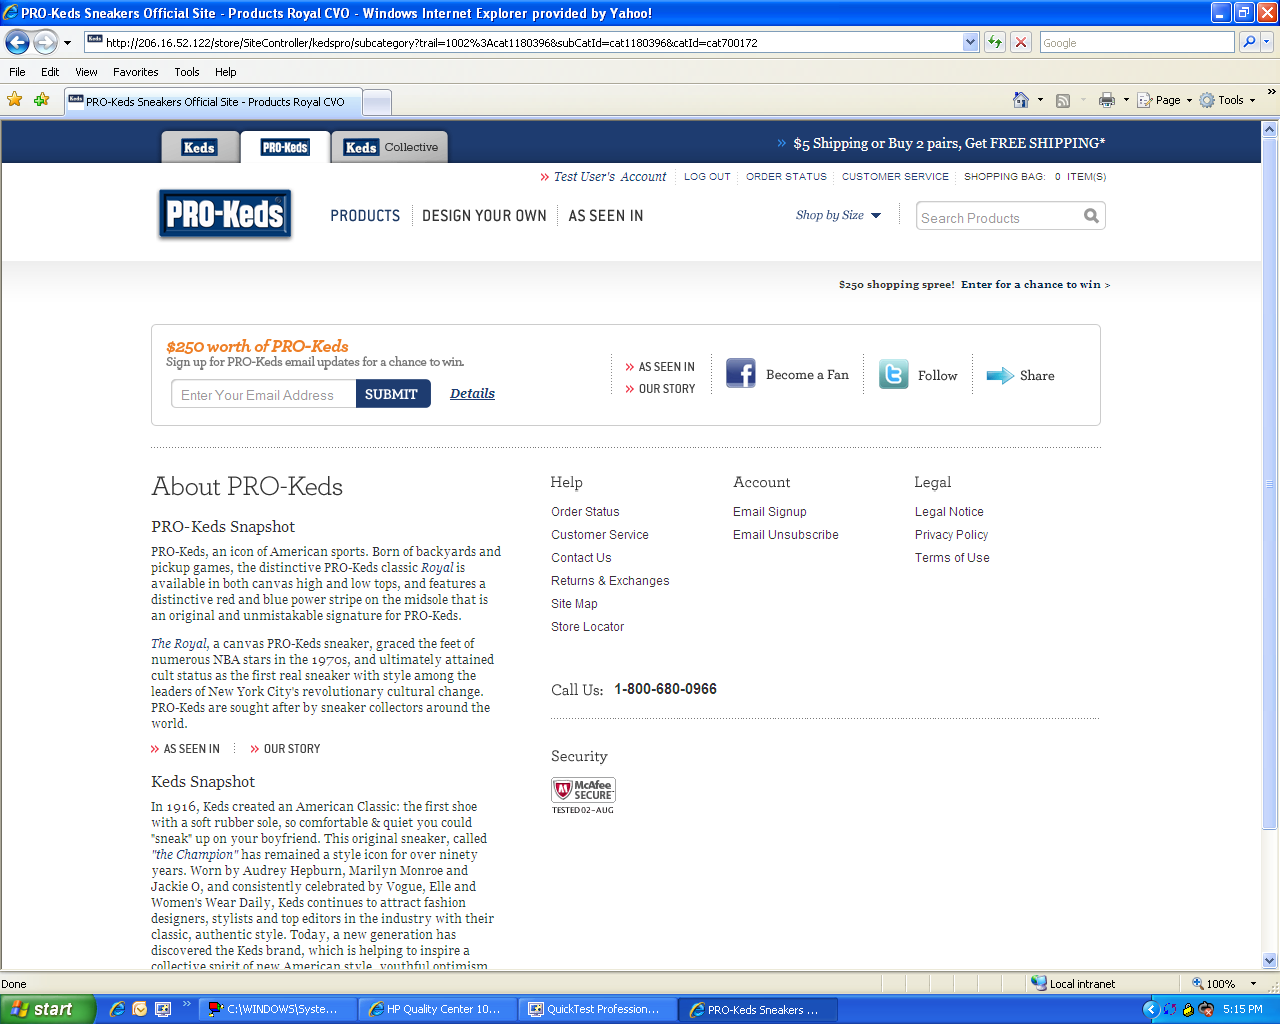 PRO-Keds Sneakers Official Site - Products Royal CVO - Windows Internet Explorer provided by Yahoo!
Keds http://206.16.52.122/store/SiteController/kedspro/subcategory?trail=1002%3Acat1180396&subCatId=cat1180396&catId=cat700172
Google
File Edit View Favorites Tools Help
Keds PRO-Keds Sneakers Official Site - Products Royal CVO
Page Tools »
Keds PRO-Keds Keds Collective
» $5 Shipping or Buy 2 pairs, Get FREE SHIPPING*
» Test User's Account LOG OUT ORDER STATUS CUSTOMER SERVICE SHOPPING BAG: 0 ITEM(S)
PRO-Keds PRODUCTS DESIGN YOUR OWN AS SEEN IN Shop by Size Search Products
$250 shopping spree! Enter for a chance to win >
$250 worth of PRO-Keds
Sign up for PRO-Keds email updates for a chance to win.
Enter Your Email Address SUBMIT Details
» AS SEEN IN
» OUR STORY
Become a Fan
Follow
Share
About PRO-Keds
PRO-Keds Snapshot
PRO-Keds, an icon of American sports. Born of backyards and
pickup games, the distinctive PRO-Keds classic Royal is
available in both canvas high and low tops, and features a
distinctive red and blue power stripe on the midsole that is
an original and unmistakable signature for PRO-Keds.
The Royal, a canvas PRO-Keds sneaker, graced the feet of
numerous NBA stars in the 1970s, and ultimately attained
cult status as the first real sneaker with style among the
leaders of New York City's revolutionary cultural change.
PRO-Keds are sought after by sneaker collectors around the
world.
» AS SEEN IN » OUR STORY
Keds Snapshot
In 1916, Keds created an American Classic: the first shoe
with a soft rubber sole, so comfortable & quiet you could
"sneak" up on your boyfriend. This original sneaker, called
"the Champion" has remained a style icon for over ninety
years. Worn by Audrey Hepburn, Marilyn Monroe and
Jackie O, and consistently celebrated by Vogue, Elle and
Women's Wear Daily, Keds continues to attract fashion
designers, stylists and top editors in the industry with their
classic, authentic style. Today, a new generation has
discovered the Keds brand, which is helping to inspire a
collective spirit of new American style, youthful optimism
Help
Order Status
Customer Service
Contact Us
Returns & Exchanges
Site Map
Store Locator
Account
Email Signup
Email Unsubscribe
Legal
Legal Notice
Privacy Policy
Terms of Use
Call Us: 1-800-680-0966
Security
McAfee SECURE
TESTED 02-AUG
Done Local intranet 100%
start » C:\WINDOWS\Syste... HP Quality Center 10... QuickTest Profession... PRO-Keds Sneakers ... 5:15 PM